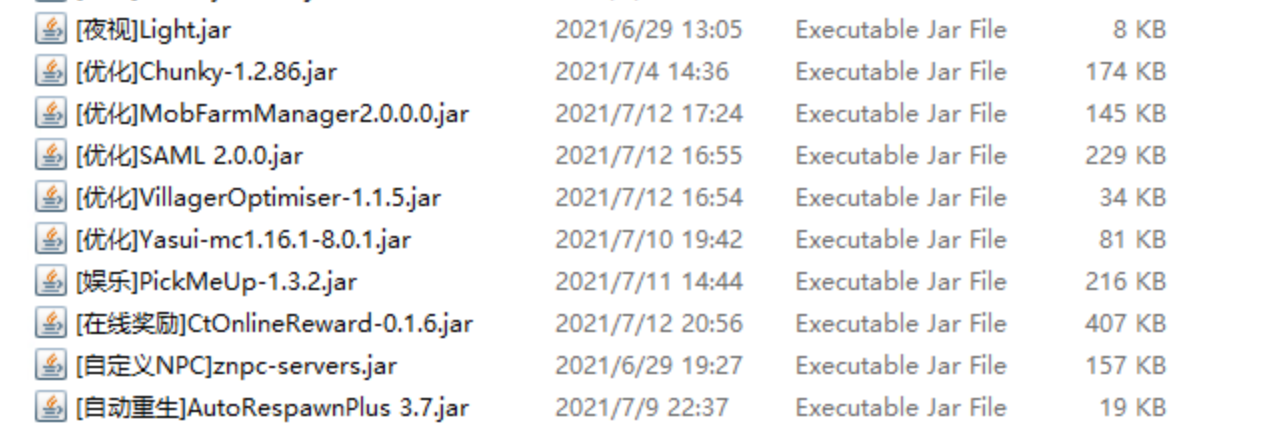 [夜视]Light.jar 2021/6/29 13:05 Executable Jar File 8 KB
[优化]Chunky-1.2.86.jar 2021/7/4 14:36 Executable Jar File 174 KB
[优化]MobFarmManager2.0.0.0.jar 2021/7/12 17:24 Executable Jar File 145 KB
[优化]SAML 2.0.0.jar 2021/7/12 16:55 Executable Jar File 229 KB
[优化]VillagerOptimiser-1.1.5.jar 2021/7/12 16:54 Executable Jar File 34 KB
[优化]Yasui-mc1.16.1-8.0.1.jar 2021/7/10 19:42 Executable Jar File 81 KB
[娱乐]PickMeUp-1.3.2.jar 2021/7/11 14:44 Executable Jar File 216 KB
[在线奖励]CtOnlineReward-0.1.6.jar 2021/7/12 20:56 Executable Jar File 407 KB
[自定义NPC]znpc-servers.jar 2021/6/29 19:27 Executable Jar File 157 KB
[自动重生]AutoRespawnPlus 3.7.jar 2021/7/9 22:37 Executable Jar File 19 KB